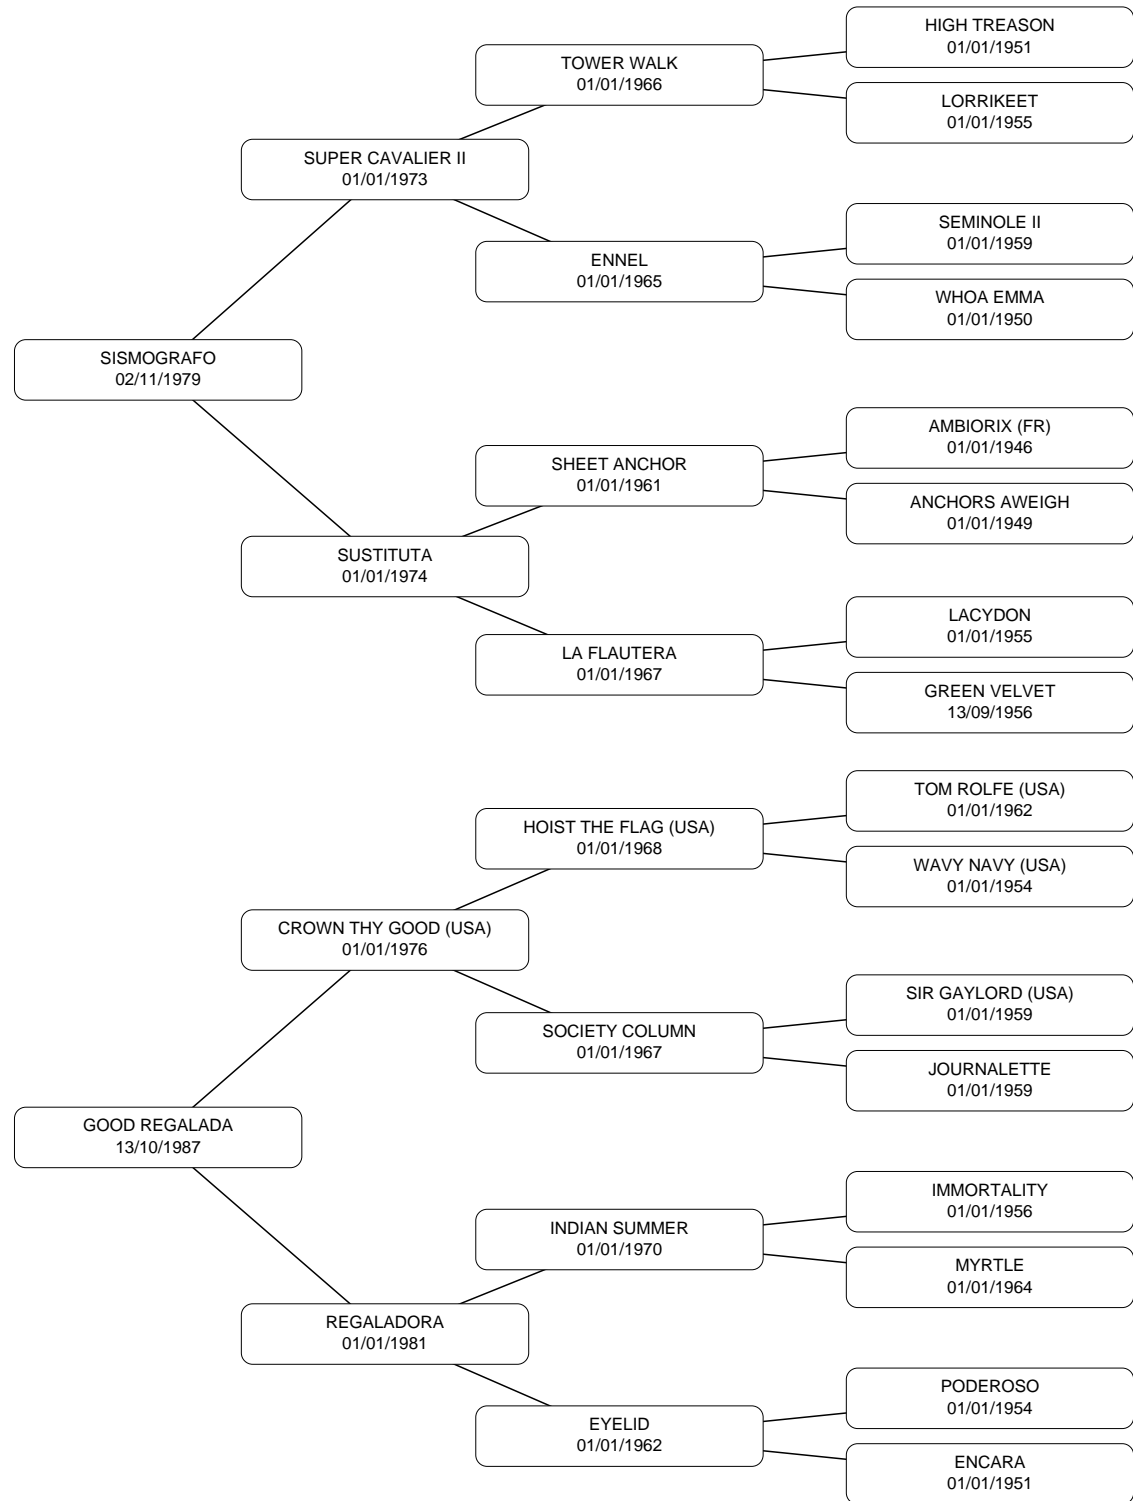 HIGH TREASON
01/01/1951
TOWER WALK
01/01/1966
LORRIKEET
01/01/1955
SUPER CAVALIER II
01/01/1973
SEMINOLE II
01/01/1959
ENNEL
01/01/1965
WHOA EMMA
01/01/1950
SISMOGRAFO
02/11/1979
AMBIORIX (FR)
01/01/1946
SHEET ANCHOR
01/01/1961
ANCHORS AWEIGH
01/01/1949
SUSTITUTA
01/01/1974
LACYDON
01/01/1955
LA FLAUTERA
01/01/1967
GREEN VELVET
13/09/1956
TOM ROLFE (USA)
01/01/1962
HOIST THE FLAG (USA)
01/01/1968
WAVY NAVY (USA)
01/01/1954
CROWN THY GOOD (USA)
01/01/1976
SIR GAYLORD (USA)
01/01/1959
SOCIETY COLUMN
01/01/1967
JOURNALETTE
01/01/1959
GOOD REGALADA
13/10/1987
IMMORTALITY
01/01/1956
INDIAN SUMMER
01/01/1970
MYRTLE
01/01/1964
REGALADORA
01/01/1981
PODEROSO
01/01/1954
EYELID
01/01/1962
ENCARA
01/01/1951